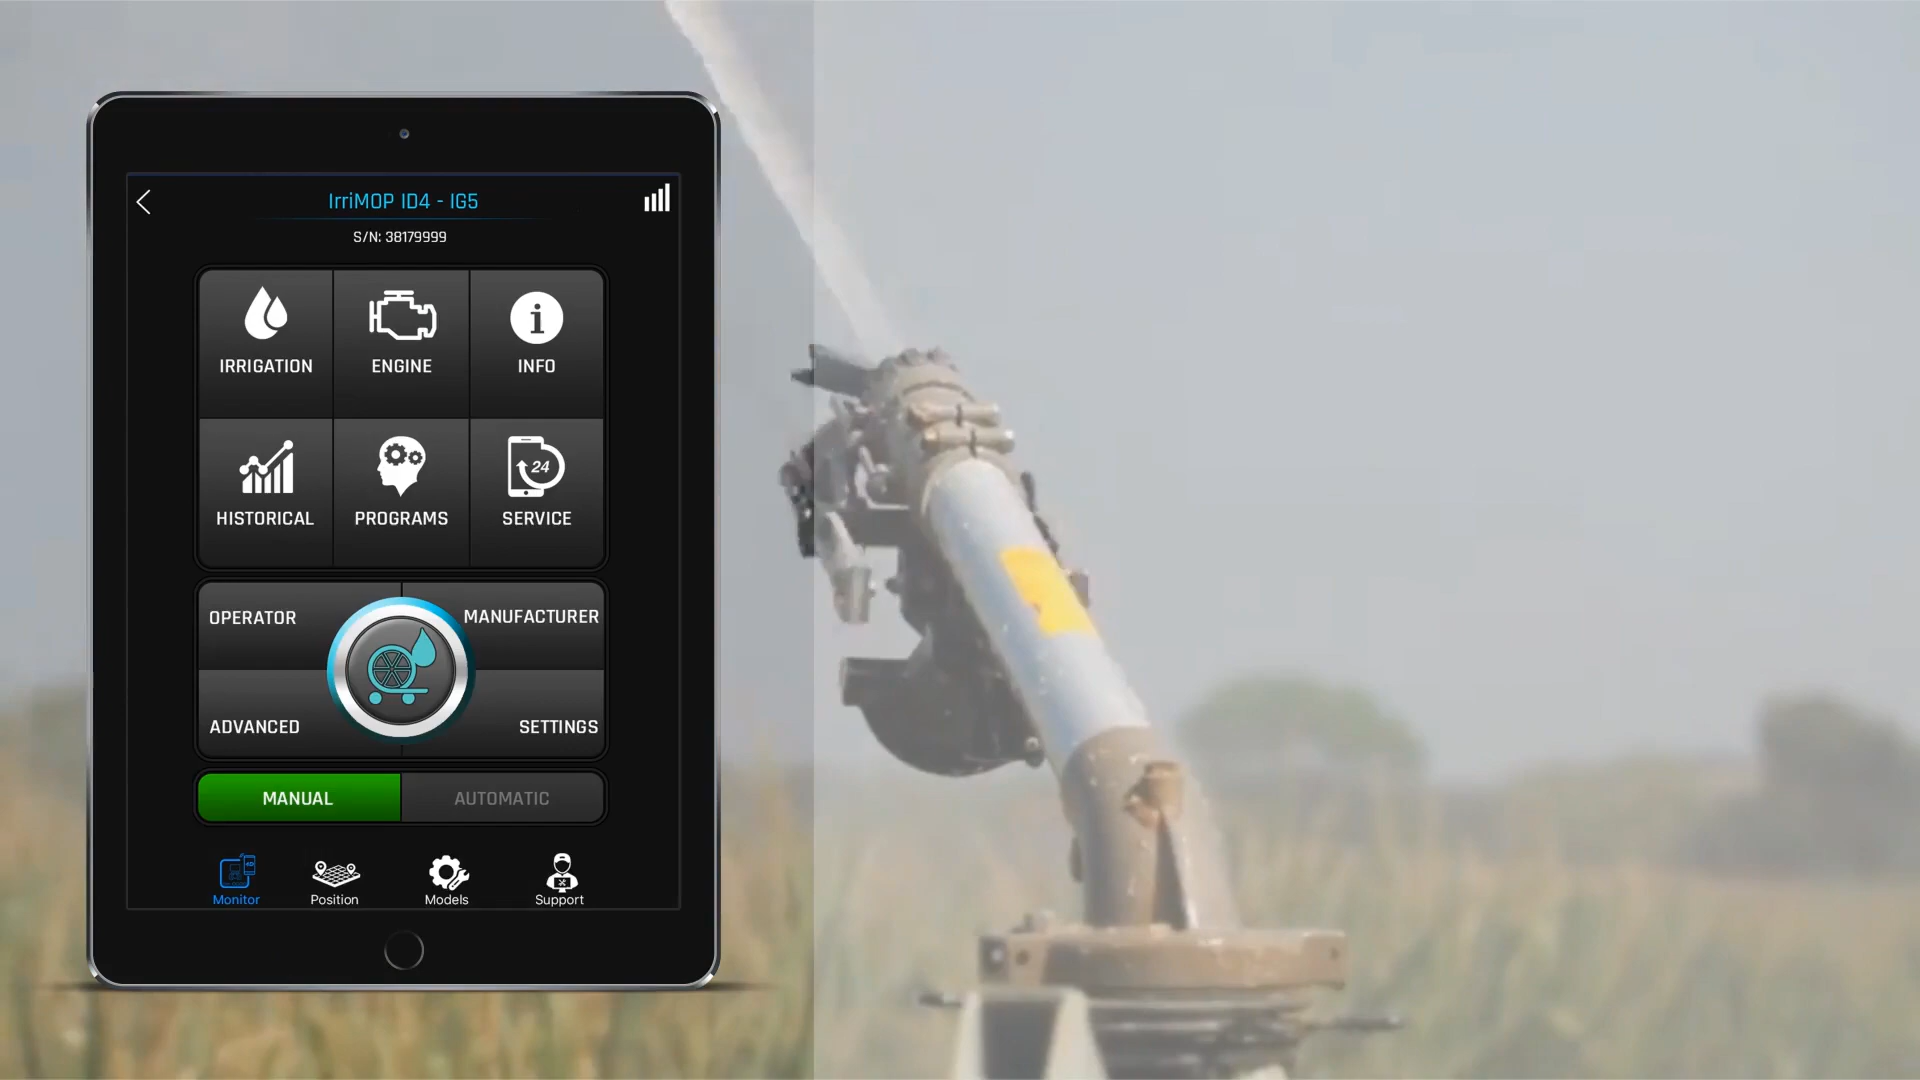 IrriMOP ID4 - IG5
S/N: 38179999
IRRIGATION
ENGINE
INFO
24
HISTORICAL
PROGRAMS
SERVICE
OPERATOR
MANUFACTURER
ADVANCED
SETTINGS
MANUAL
AUTOMATIC
Monitor
Position
Models
Support